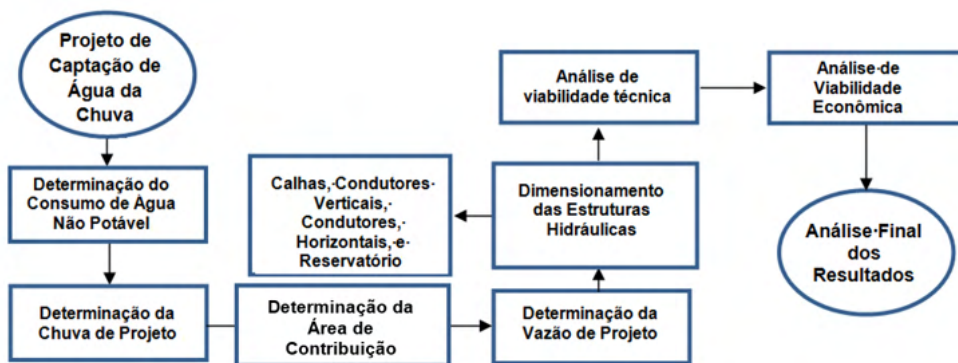 Projeto de
Captação de
Água da
Chuva
Determinação do
Consumo de Água
Não Potável
Determinação da
Chuva de Projeto
Determinação da
Área de
Contribuição
Determinação da
Vazão de Projeto
Dimensionamento
das Estruturas
Hidráulicas
Calhas,·Condutores·
Verticais,·
Condutores,·
Horizontais,·e·
Reservatório
Análise de
viabilidade técnica
Análise·de
Viabilidade
Econômica
Análise·Final
dos
Resultados